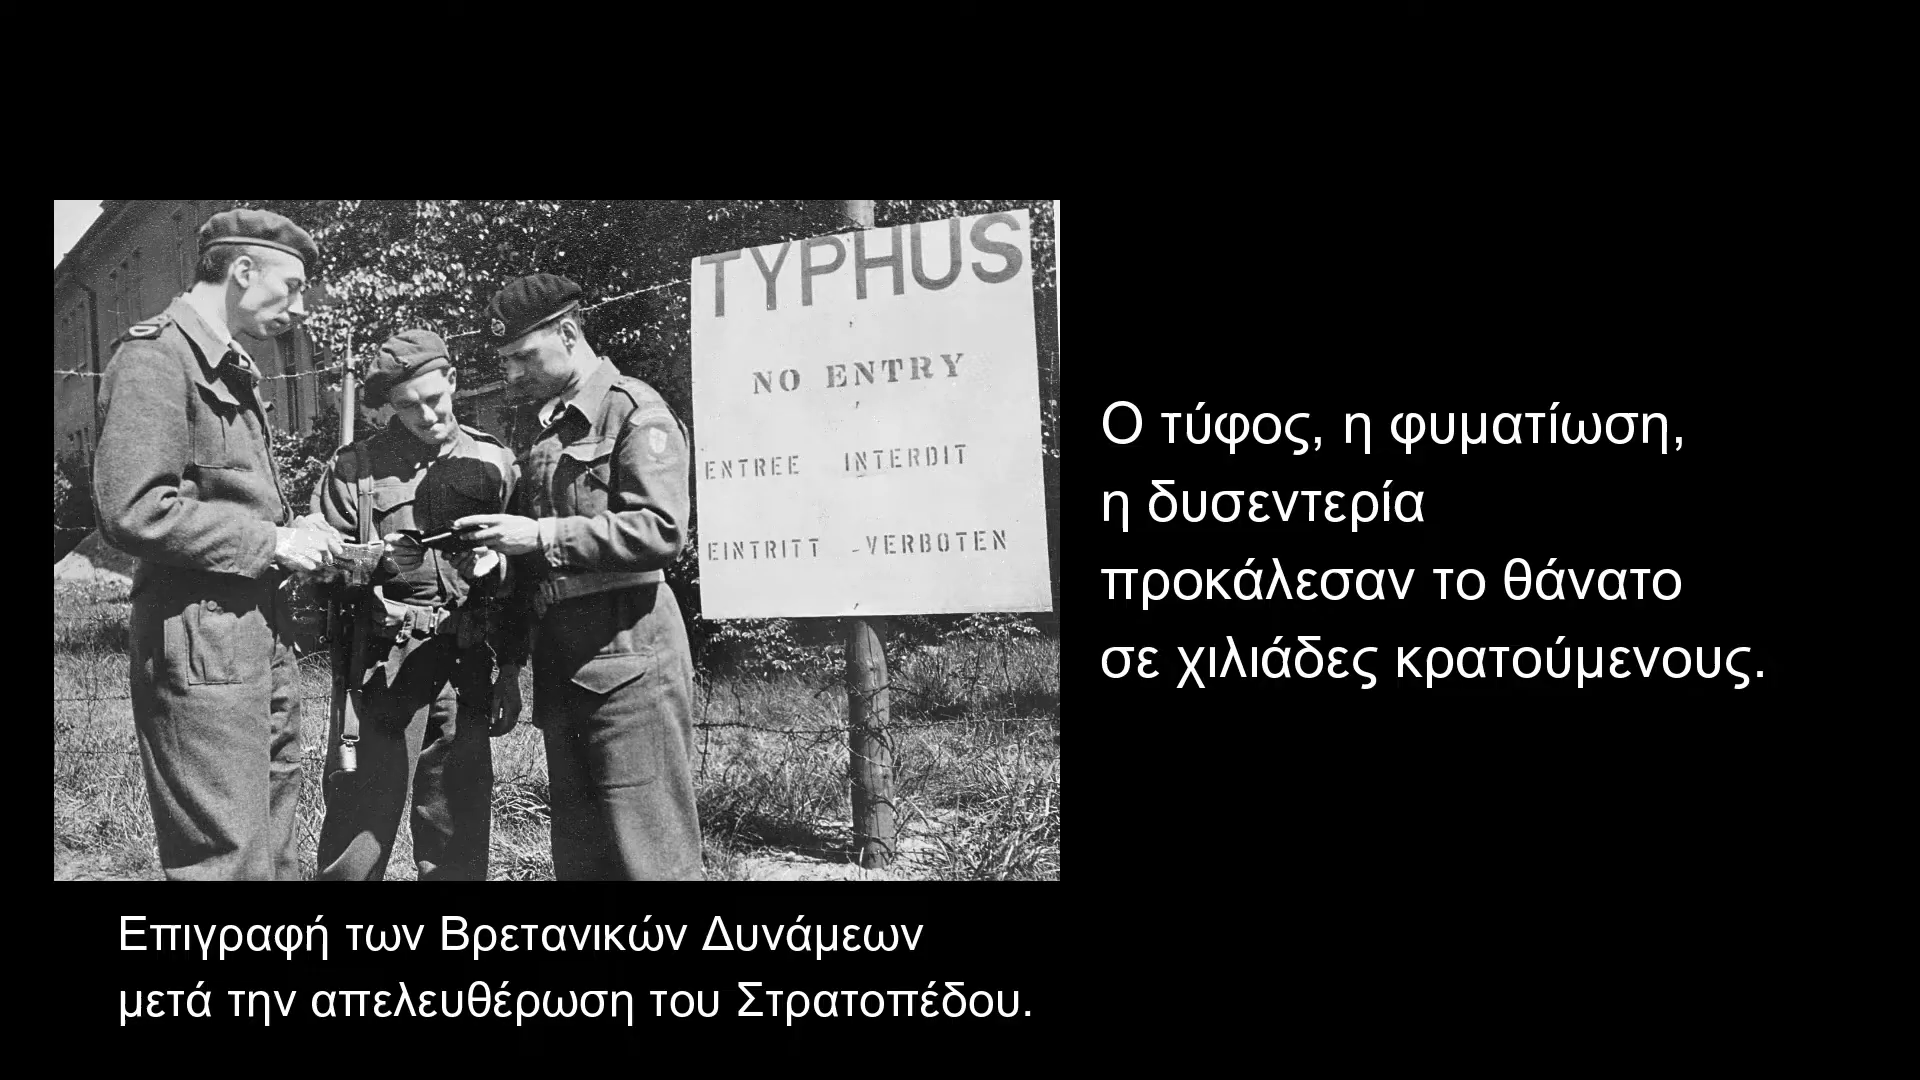 TYPHUS
NO ENTRY
ENTREE INTERDIT
EINTRITT -VERBOTEN
Ο τύφος, η φυματίωση,
η δυσεντερία
προκάλεσαν το θάνατο
σε χιλιάδες κρατούμενους.
Επιγραφή των Βρετανικών Δυνάμεων
μετά την απελευθέρωση του Στρατοπέδου.